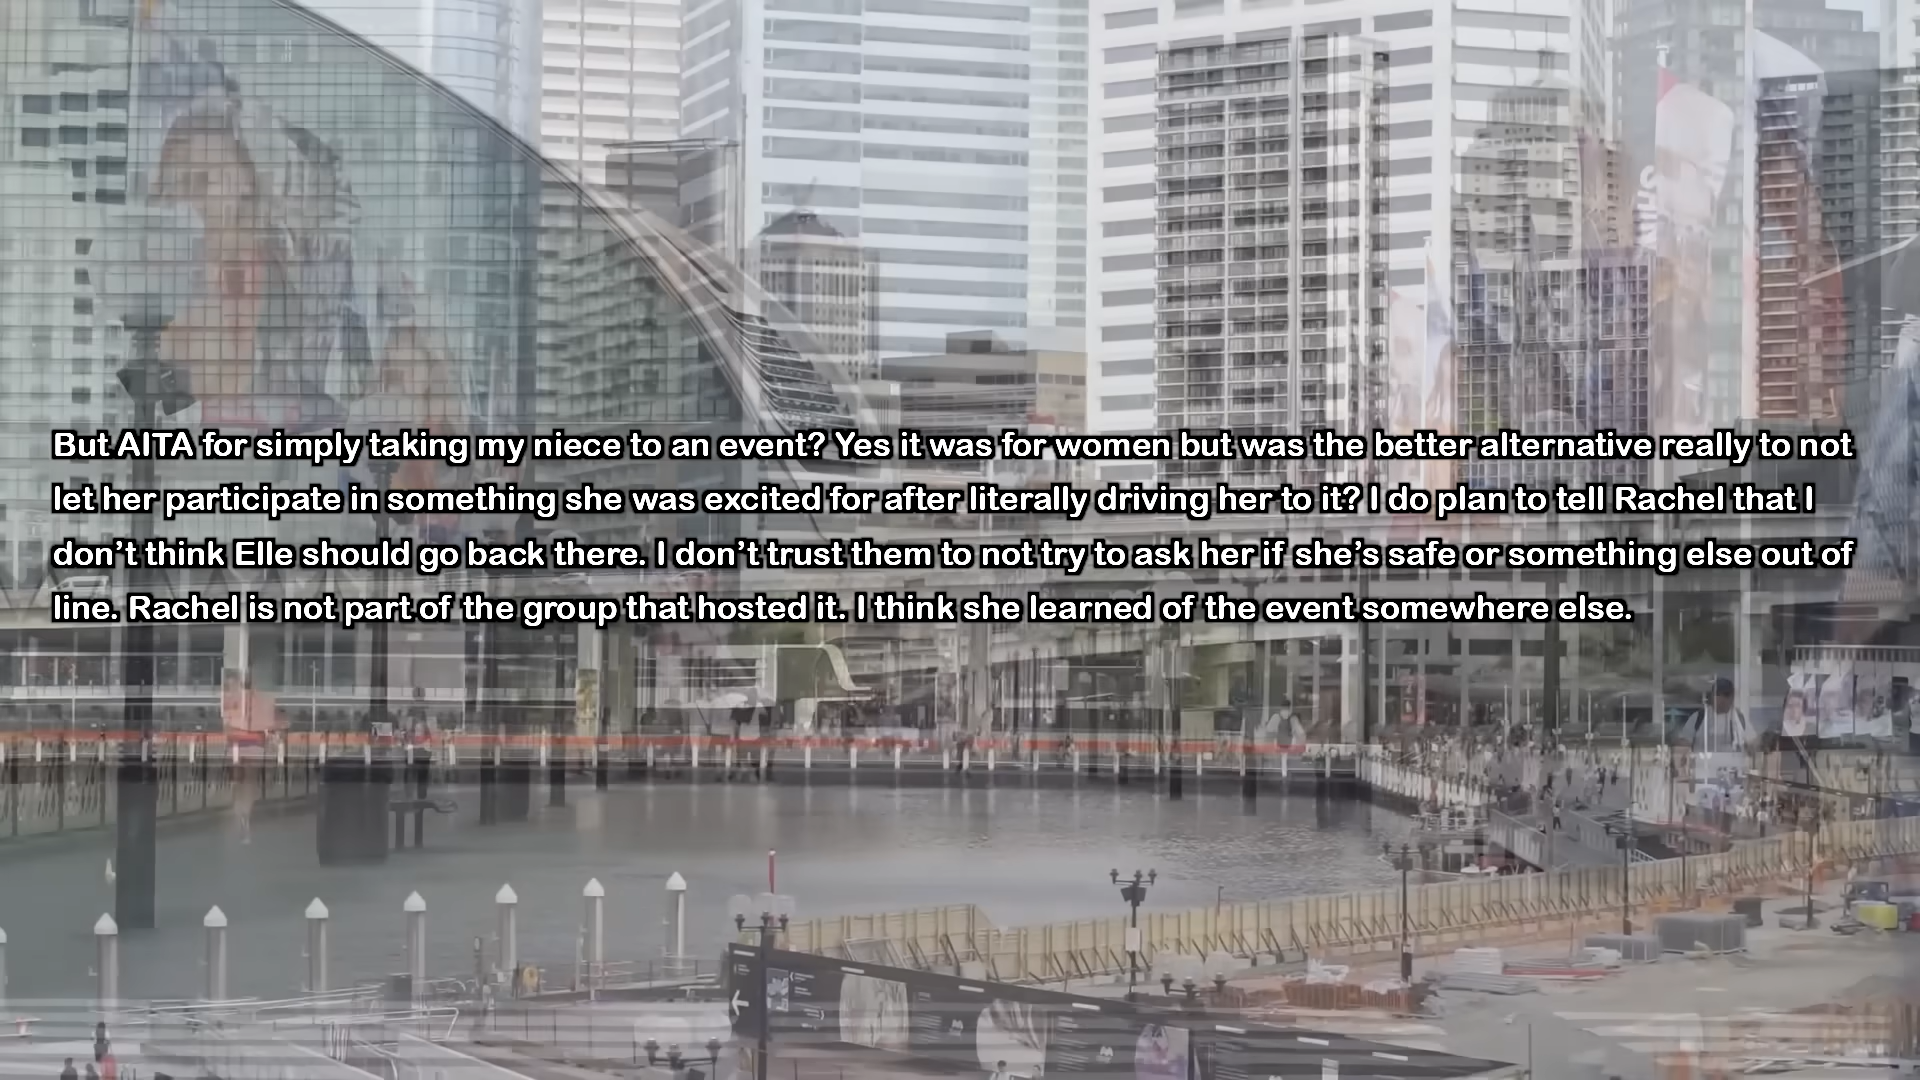 But AITA for simply taking my niece to an event? Yes it was for women but was the better alternative really to not
let her participate in something she was excited for after literally driving her to it? I do plan to tell Rachel that I
don’t think Elle should go back there. I don’t trust them to not try to ask her if she’s safe or something else out of
line. Rachel is not part of the group that hosted it. I think she learned of the event somewhere else.